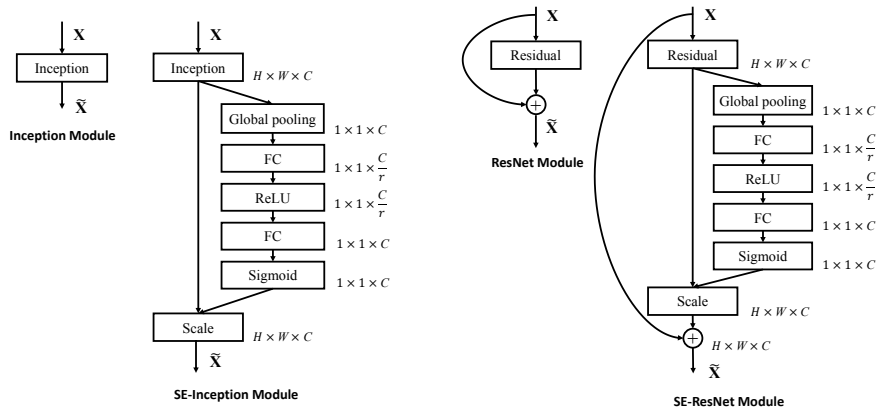 X
Inception
X̃
Inception Module
X
Inception
H × W × C
Global pooling
1 × 1 × C
FC
1 × 1 × C/r
ReLU
1 × 1 × C/r
FC
1 × 1 × C
Sigmoid
1 × 1 × C
Scale
H × W × C
X̃
SE-Inception Module
X
Residual
+
X̃
ResNet Module
X
Residual
H × W × C
Global pooling
1 × 1 × C
FC
1 × 1 × C/r
ReLU
1 × 1 × C/r
FC
1 × 1 × C
Sigmoid
1 × 1 × C
Scale
H × W × C
+
H × W × C
X̃
SE-ResNet Module